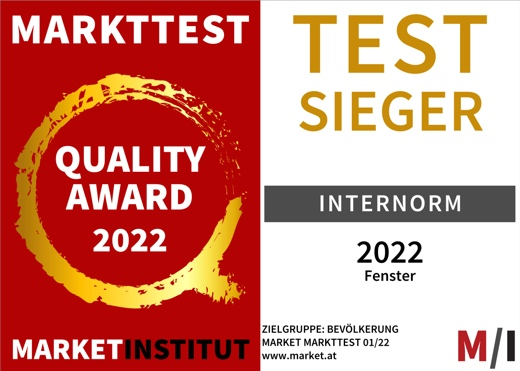 MARKTTEST
QUALITY
AWARD
2022
MARKETINSTITUT
TEST
SIEGER
INTERNORM
2022
Fenster
ZIELGRUPPE: BEVÖLKERUNG
MARKET MARKTTEST 01/22
www.market.at
M/I